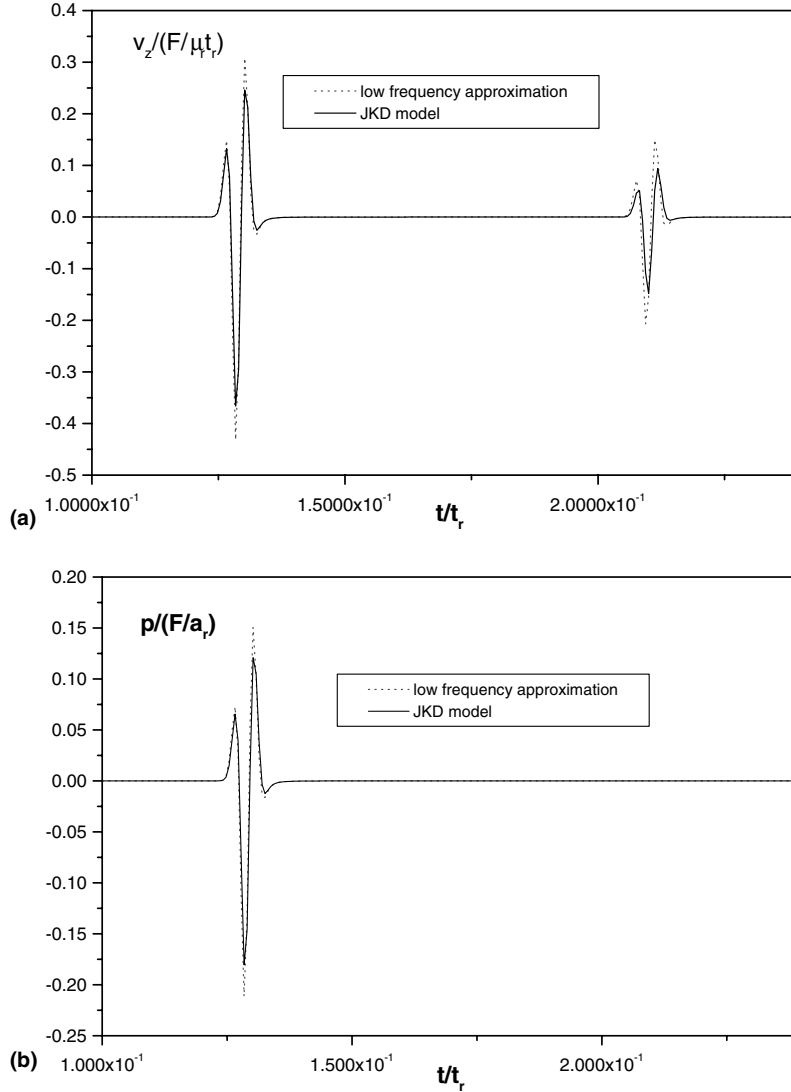 0.4
v_z/(F/μ_r t_r)
0.3
low frequency approximation
JKD model
0.2
0.1
0.0
-0.1
-0.2
-0.3
-0.4
-0.5
1.0000x10⁻¹ 1.5000x10⁻¹ 2.0000x10⁻¹
(a)
t/t_r
0.20
0.15
p/(F/a_r)
low frequency approximation
JKD model
0.10
0.05
0.00
-0.05
-0.10
-0.15
-0.20
-0.25
1.000x10⁻¹ 1.500x10⁻¹ 2.000x10⁻¹
(b)
t/t_r